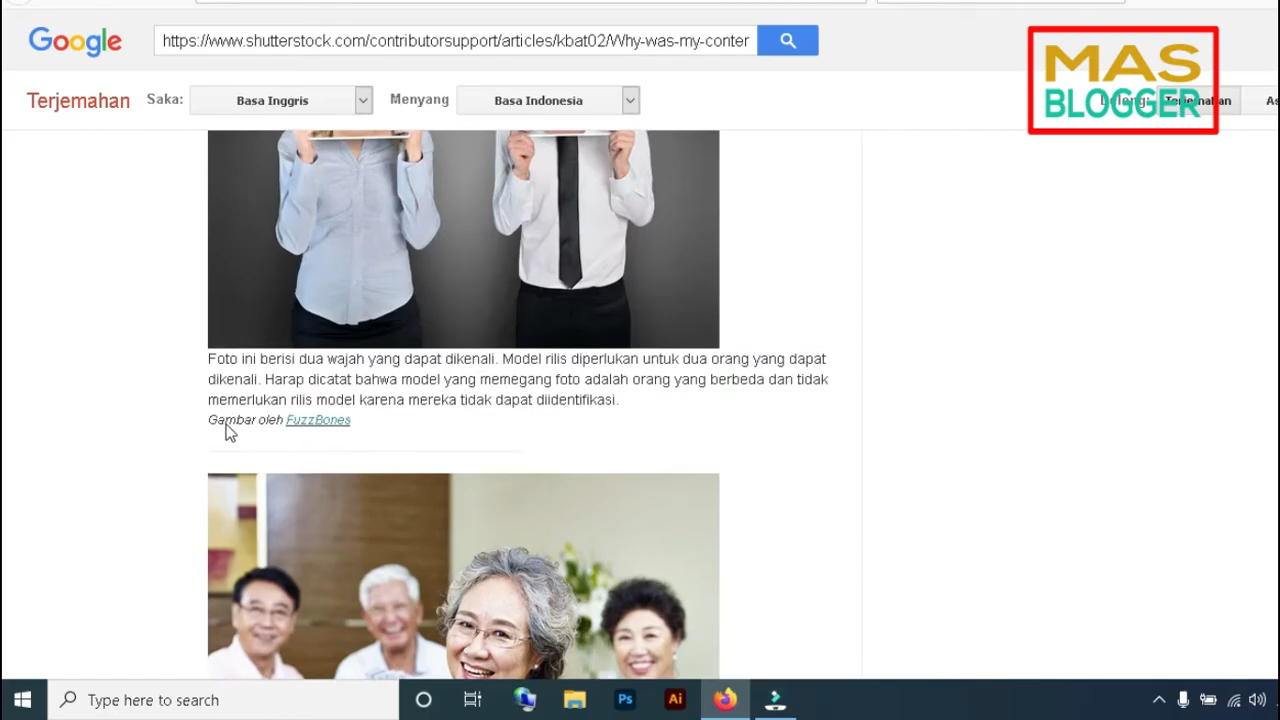 Google
https://www.shutterstock.com/contributorsupport/articles/kbat02/Why-was-my-conter
MAS
BLOGGER
Terjemahan
Saka:
Basa Inggris
Menyang
Basa Indonesia
Foto ini berisi dua wajah yang dapat dikenali. Model rilis diperlukan untuk dua orang yang dapat
dikenali. Harap dicatat bahwa model yang memegang foto adalah orang yang berbeda dan tidak
memerlukan rilis model karena mereka tidak dapat diidentifikasi.
Gambar oleh FuzzBones
Type here to search
Ps
Ai